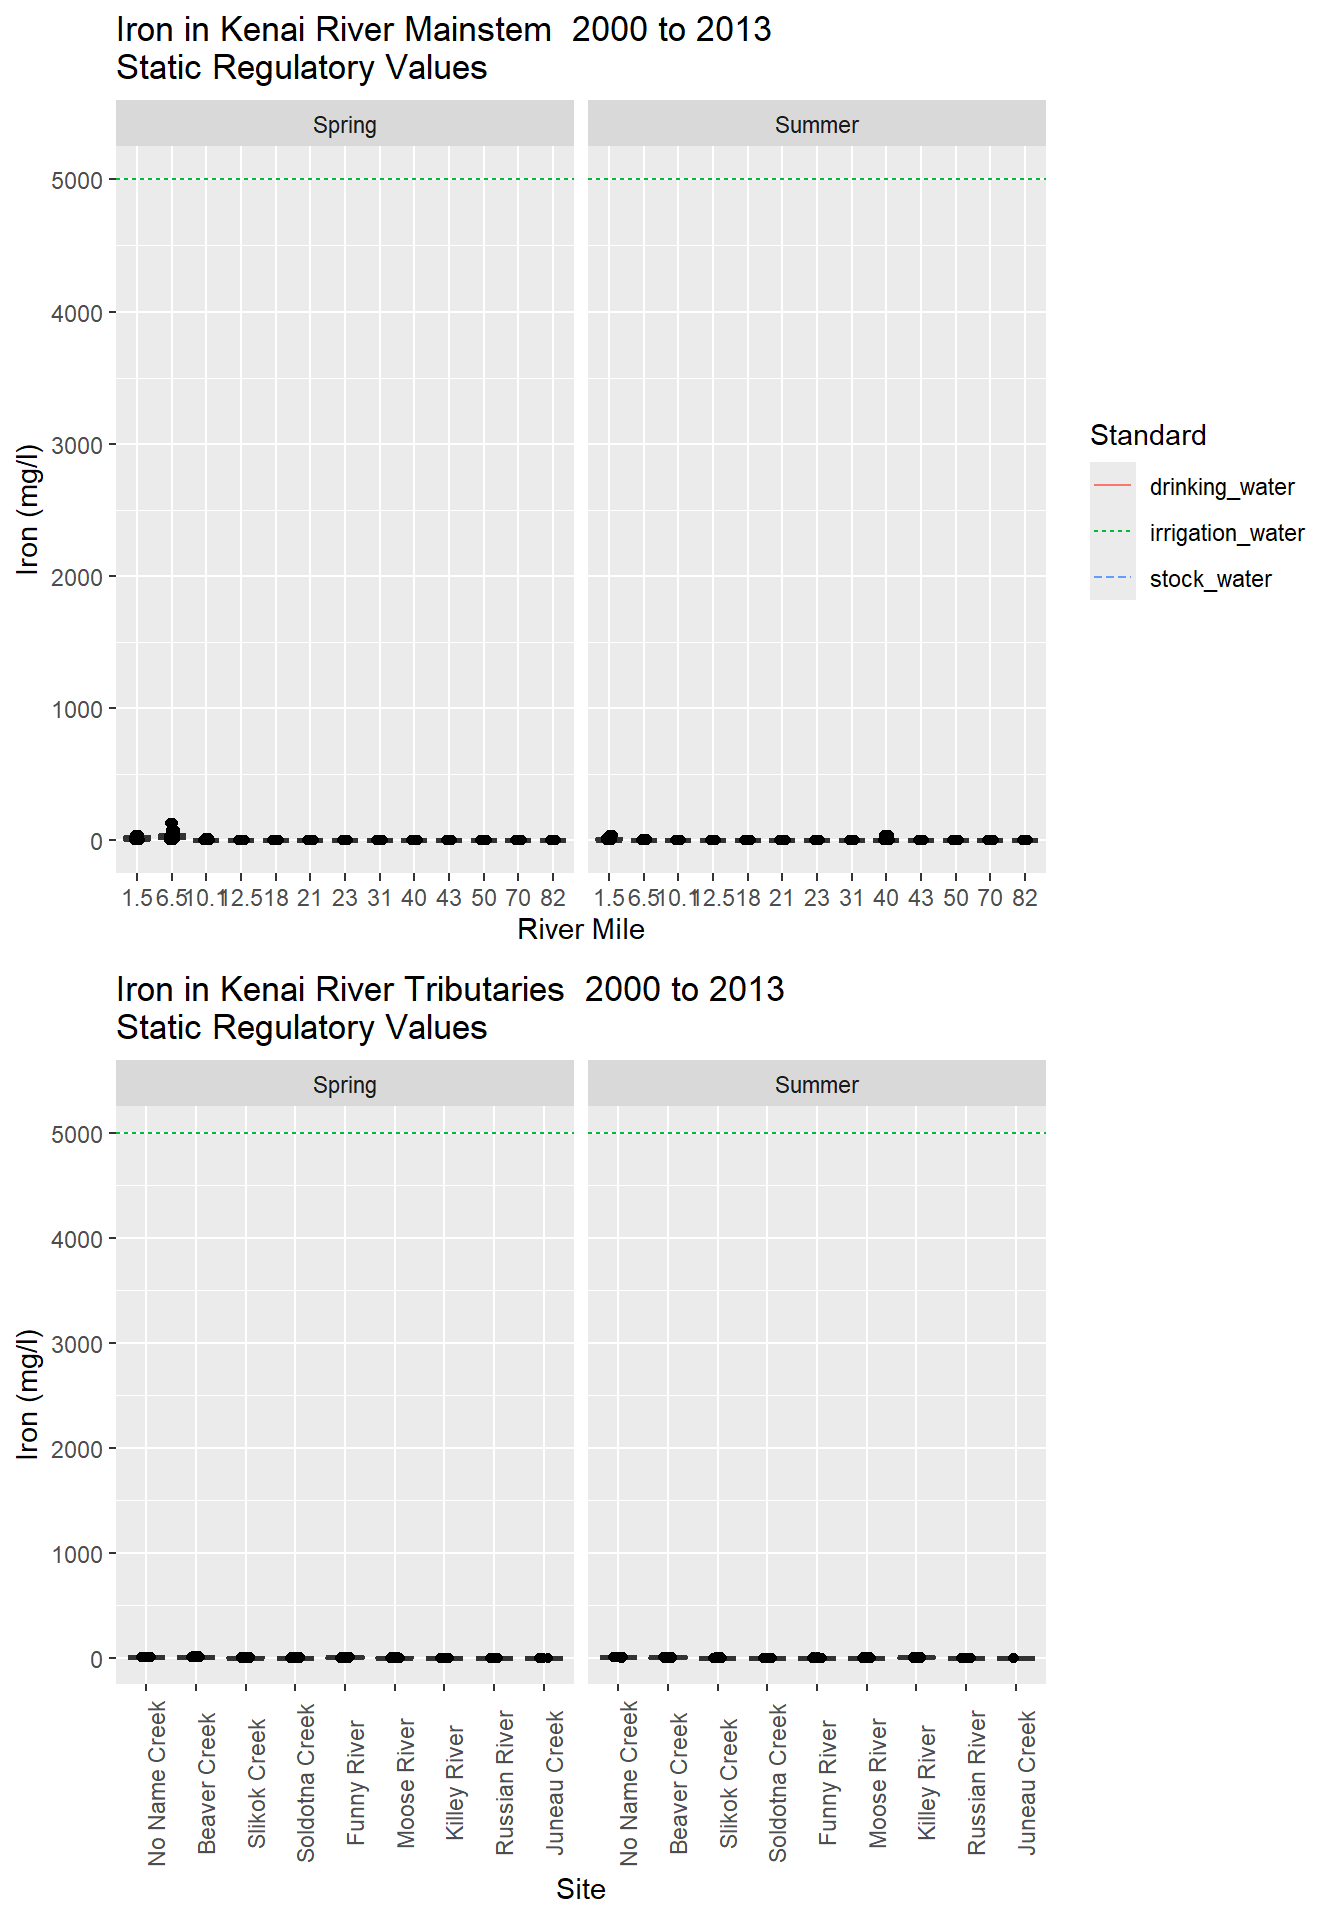 Iron in Kenai River Mainstem  2000 to 2013
Static Regulatory Values
Spring
Summer
5000
4000
3000
2000
1000
0
Iron (mg/l)
1.5 6.5 10.1 12.5 18 21 23 31 40 43 50 70 82
1.5 6.5 10.1 12.5 18 21 23 31 40 43 50 70 82
River Mile
Standard
drinking_water
irrigation_water
stock_water
Iron in Kenai River Tributaries  2000 to 2013
Static Regulatory Values
Spring
Summer
5000
4000
3000
2000
1000
0
Iron (mg/l)
No Name Creek
Beaver Creek
Slikok Creek
Soldotna Creek
Funny River
Moose River
Killey River
Russian River
Juneau Creek
No Name Creek
Beaver Creek
Slikok Creek
Soldotna Creek
Funny River
Moose River
Killey River
Russian River
Juneau Creek
Site